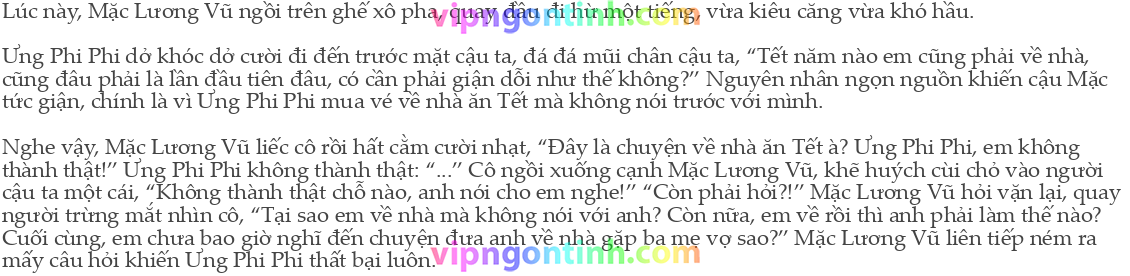 Lúc này, Mặc Lương Vũ ngồi trên ghế xô pha, quay đầu đi hừ một tiếng, vừa kiêu căng vừa khó hầu.
vipngontinh.com
Ưng Phi Phi dở khóc dở cười đi đến trước mặt cậu ta, đá đá mũi chân cậu ta, “Tết năm nào em cũng phải về nhà,
cũng đâu phải là lần đầu tiên đâu, có cần phải giận dỗi như thế không?” Nguyên nhân ngọn nguồn khiến cậu Mặc
tức giận, chính là vì Ưng Phi Phi mua vé về nhà ăn Tết mà không nói trước với mình.
Nghe vậy, Mặc Lương Vũ liếc cô rồi hất cằm cười nhạt, “Đây là chuyện về nhà ăn Tết à? Ưng Phi Phi, em không
thành thật!” Ưng Phi Phi không thành thật: “...” Cô ngồi xuống cạnh Mặc Lương Vũ, khẽ huých cùi chỏ vào người
cậu ta một cái, “Không thành thật chỗ nào, anh nói cho em nghe!” “Còn phải hỏi?!” Mặc Lương Vũ hỏi vặn lại, quay
người trừng mắt nhìn cô, “Tại sao em về nhà mà không nói với anh? Còn nữa, em về rồi thì anh phải làm thế nào?
Cuối cùng, em chưa bao giờ nghĩ đến chuyện đưa anh về nhà gặp ba mẹ vợ sao?” Mặc Lương Vũ liên tiếp ném ra
mấy câu hỏi khiến Ưng Phi Phi thất bại luôn.
vipngontinh.com